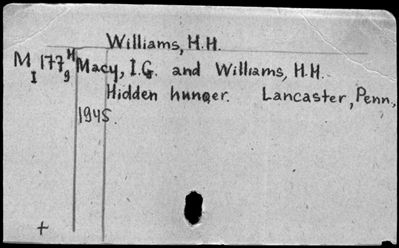 Williams, H.H.
M 177 H Macy, I.G. and Williams, H.H.
I 9 Hidden hunger. Lancaster, Penn.,
1945.
+